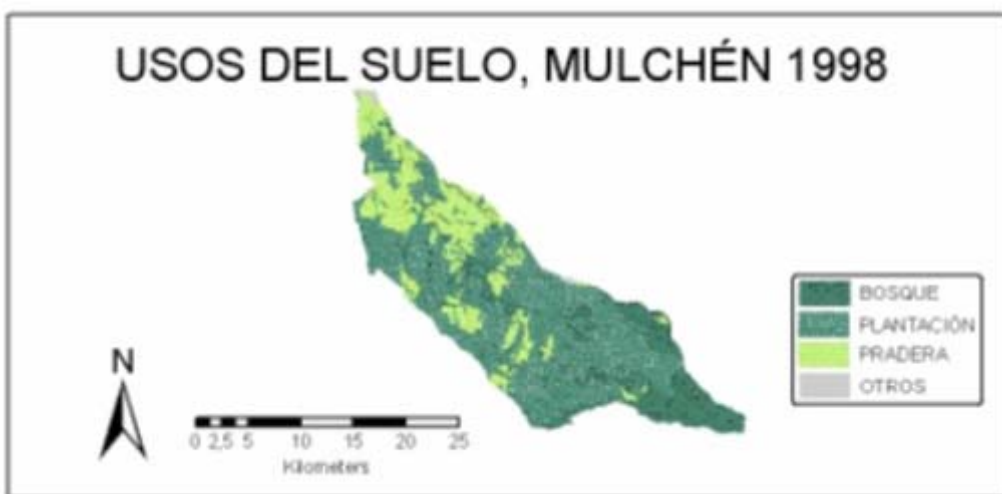 USOS DEL SUELO, MULCHÉN 1998
BOSQUE
PLANTACIÓN
PRADERA
OTROS
N
0 2,5 5 10 15 20 25
Kilometers